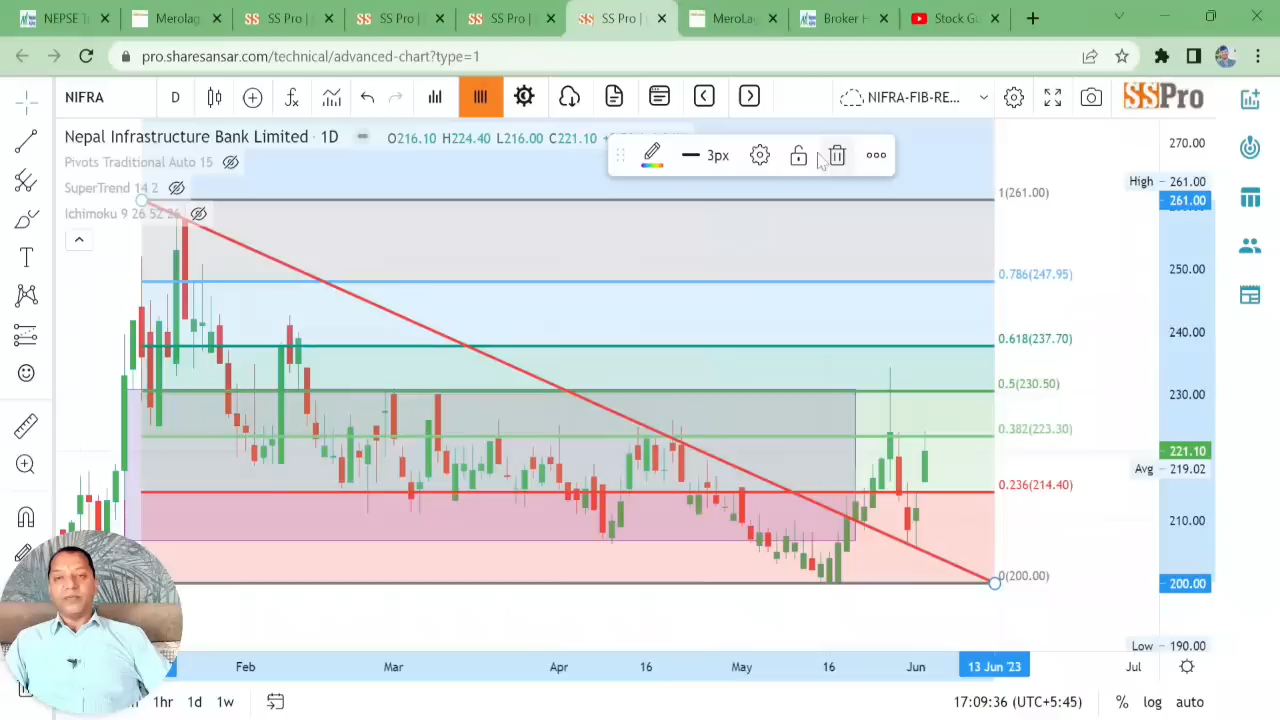 NEPSE T
Merolag
SS Pro |
SS Pro |
SS Pro |
SS Pro |
MeroLa
Broker H
Stock G
pro.sharesansar.com/technical/advanced-chart?type=1
NIFRA
D
NIFRA-FIB-RE...
SSPro
Nepal Infrastructure Bank Limited · 1D
O216.10 H224.40 L216.00 C221.10
3px
Pivots Traditional Auto 15
SuperTrend 14 2
Ichimoku 9 26 52 26
1(261.00)
0.786(247.95)
0.618(237.70)
0.5(230.50)
0.382(223.30)
0.236(214.40)
0(200.00)
270.00
High 261.00
261.00
250.00
240.00
230.00
221.10
Avg 219.02
210.00
200.00
Low 190.00
Feb
Mar
Apr
16
May
16
Jun
13 Jun '23
Jul
1hr
1d
1w
17:09:36 (UTC+5:45)
%
log
auto